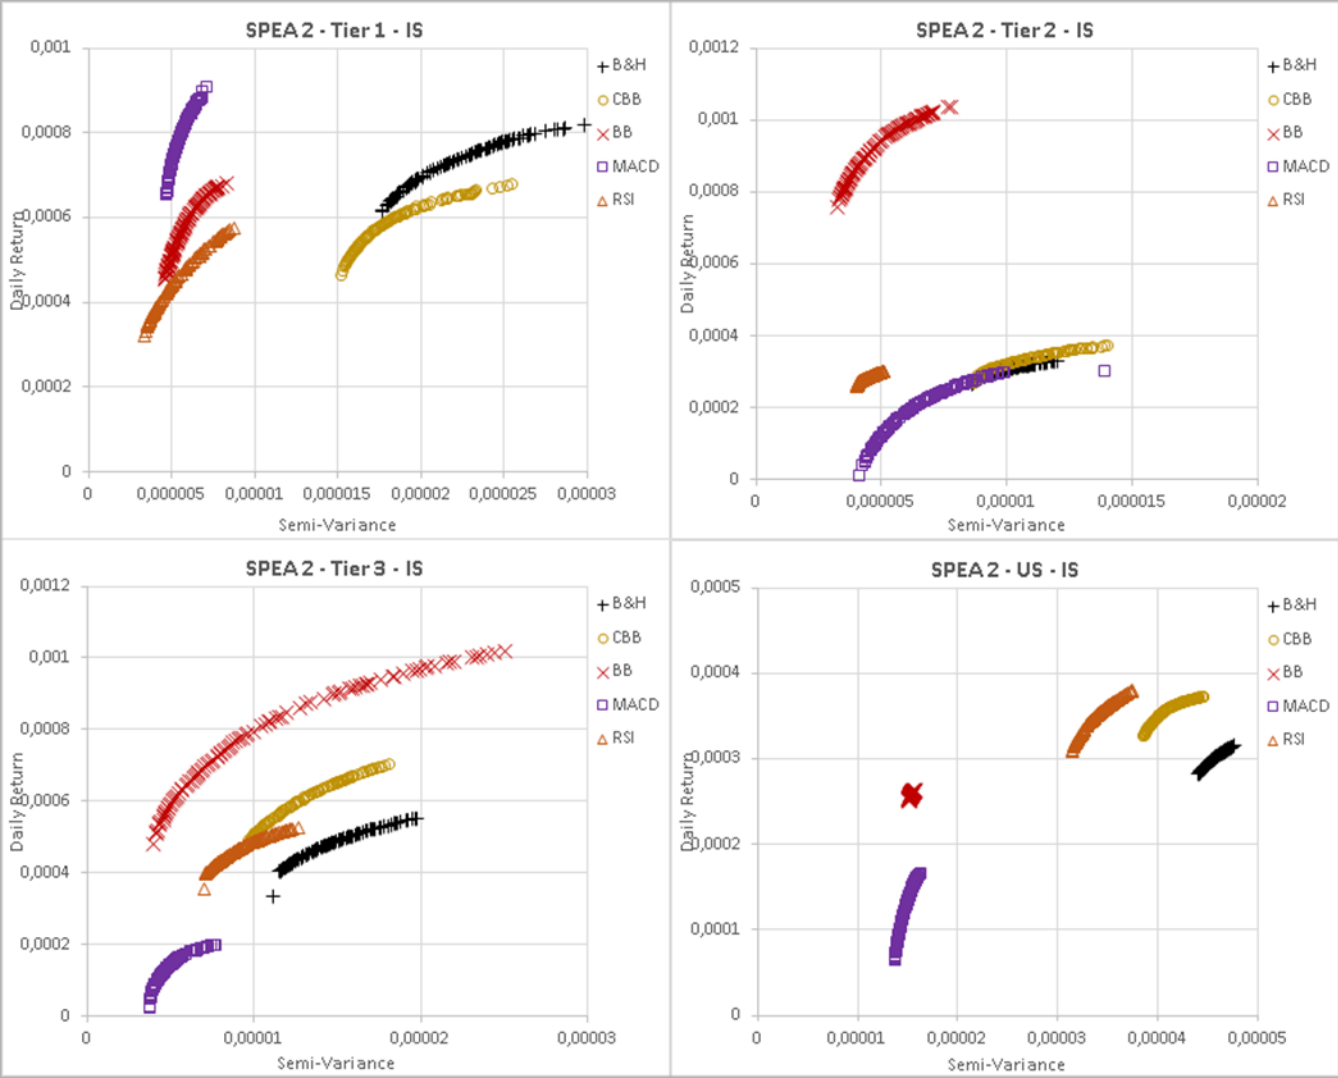 SPEA 2 - Tier 1 - IS
0,001
0,0008
0,0006
0,0004
0,0002
0
Daily Return
0
0,000005
0,00001
0,000015
0,00002
0,000025
0,00003
Semi-Variance
B&H
CBB
BB
MACD
RSI
SPEA 2 - Tier 2 - IS
0,0012
0,001
0,0008
0,0006
0,0004
0,0002
0
Daily Return
0
0,000005
0,00001
0,000015
0,00002
Semi-Variance
B&H
CBB
BB
MACD
RSI
SPEA 2 - Tier 3 - IS
0,0012
0,001
0,0008
0,0006
0,0004
0,0002
0
Daily Return
0
0,00001
0,00002
0,00003
Semi-Variance
B&H
CBB
BB
MACD
RSI
SPEA 2 - US - IS
0,0005
0,0004
0,0003
0,0002
0,0001
0
Daily Return
0
0,00001
0,00002
0,00003
0,00004
0,00005
Semi-Variance
B&H
CBB
BB
MACD
RSI